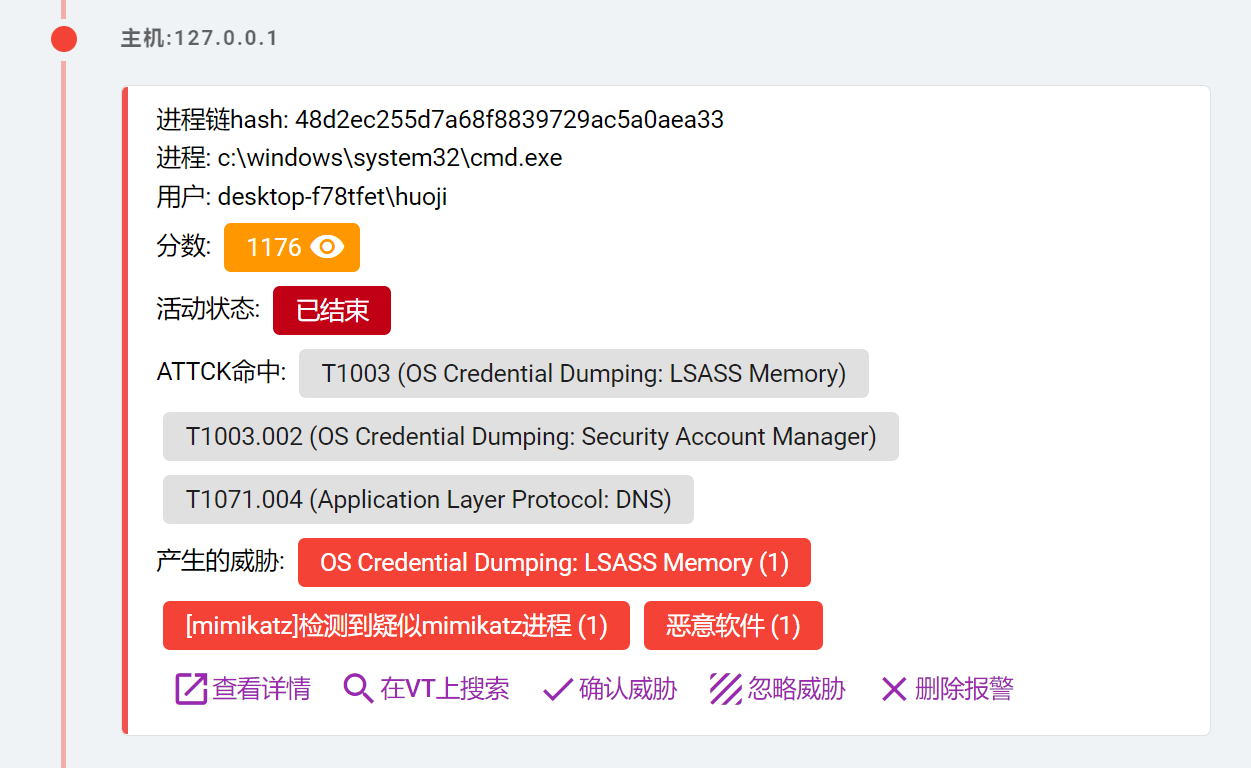 主机:127.0.0.1
进程链hash: 48d2ec255d7a68f8839729ac5a0aea33
进程: c:\windows\system32\cmd.exe
用户: desktop-f78tfet\huoji
分数: 1176
活动状态: 已结束
ATTCK命中: T1003 (OS Credential Dumping: LSASS Memory)
T1003.002 (OS Credential Dumping: Security Account Manager)
T1071.004 (Application Layer Protocol: DNS)
产生的威胁: OS Credential Dumping: LSASS Memory (1)
[mimikatz]检测到疑似mimikatz进程 (1) 恶意软件 (1)
查看详情 在VT上搜索 确认威胁 忽略威胁 删除报警